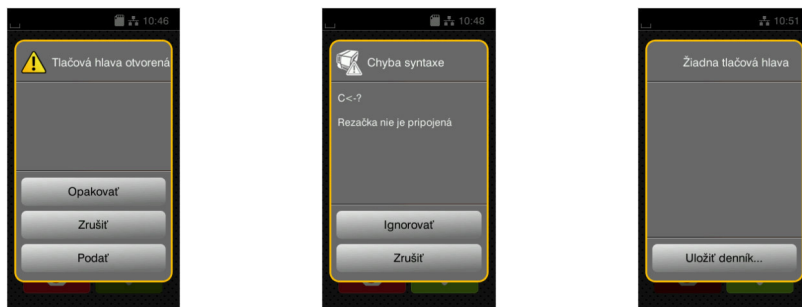 10:46
Tlačová hlava otvorená
Opakovať
Zrušiť
Podať
10:48
Chyba syntaxe
C<-?
Rezačka nie je pripojená
Ignorovať
Zrušiť
10:51
Žiadna tlačová hlava
Uložiť denník...